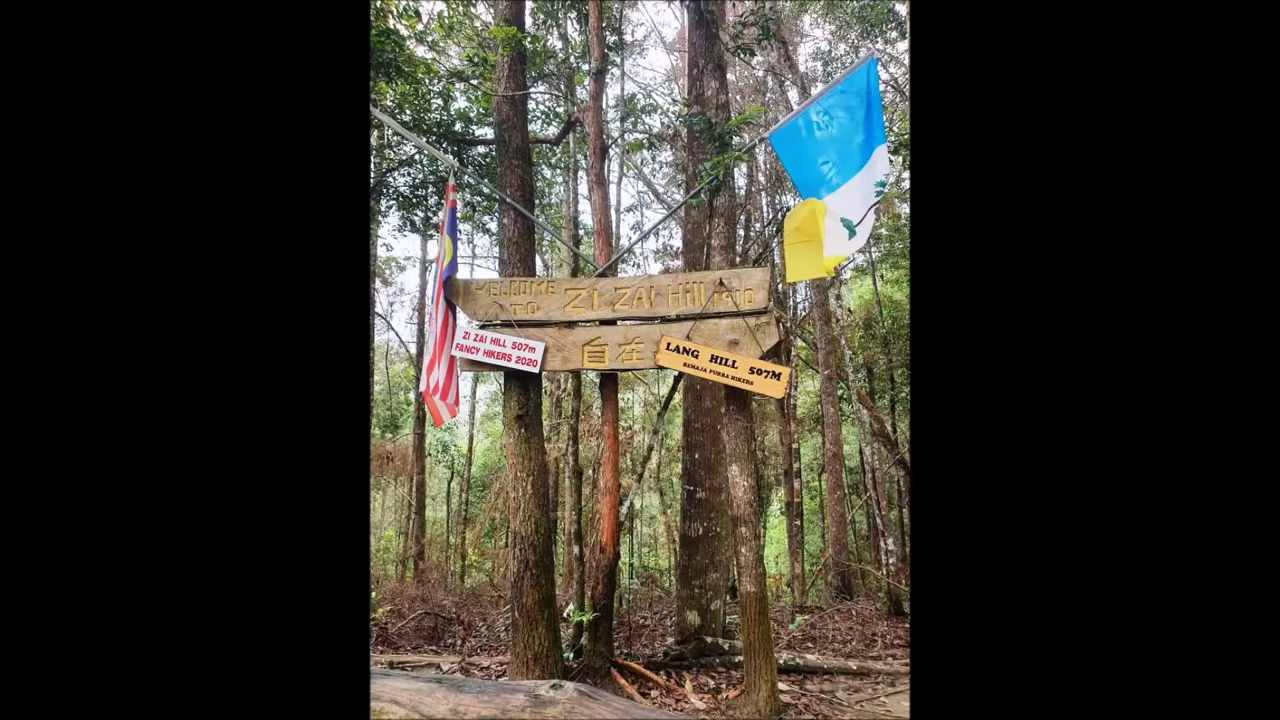 WELCOME
TO ZI ZAI Hill 1910
自在
ZI ZAI HILL 507m
FANCY HIKERS 2020
LANG HILL 507M
REMAJA PURBA HIKERS